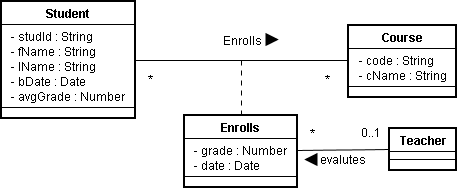 Student
- studId : String
- fName : String
- lName : String
- bDate : Date
- avgGrade : Number
Enrolls ▶
* *
Course
- code : String
- cName : String
Enrolls
- grade : Number
- date : Date
* 0..1
◀ evalutes
Teacher